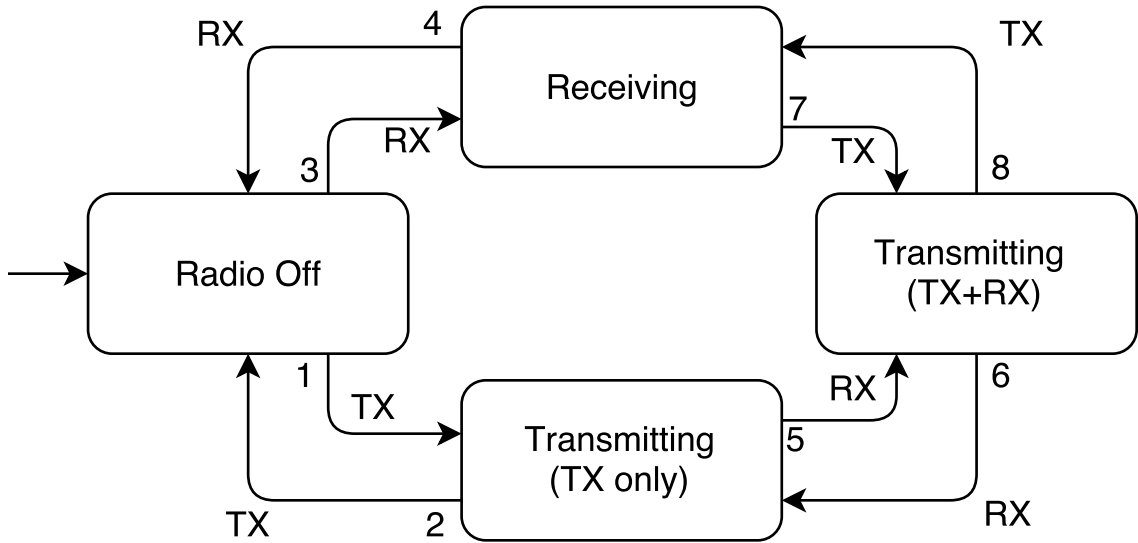 4
RX
TX
Receiving
7
RX
TX
3
8
Radio Off
Transmitting
(TX+RX)
1
6
RX
TX
Transmitting
(TX only)
5
TX
2
RX